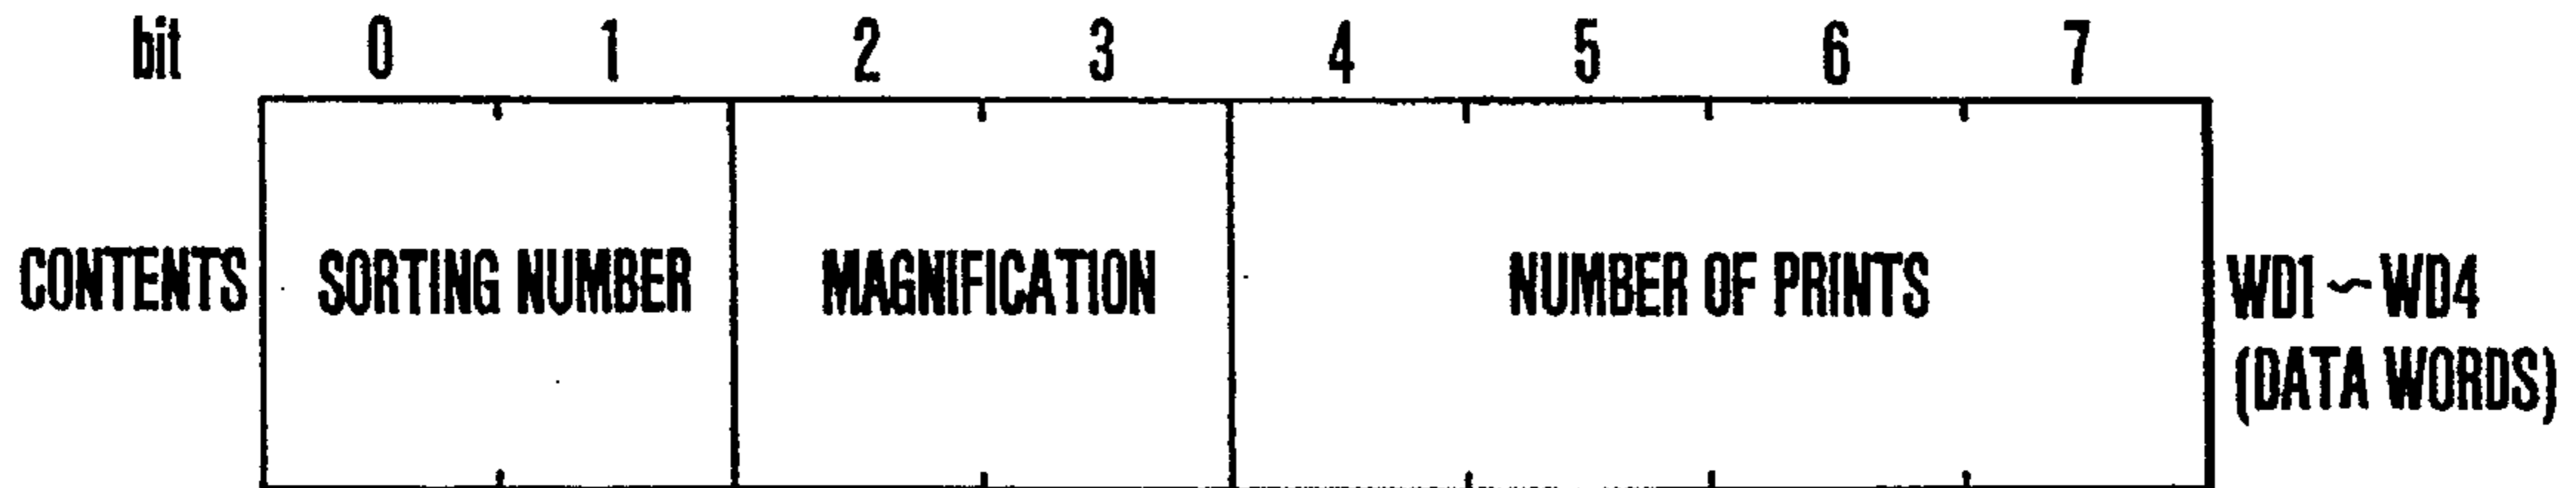 bit 0 1 2 3 4 5 6 7
CONTENTS SORTING NUMBER MAGNIFICATION NUMBER OF PRINTS WD1~WD4
(DATA WORDS)